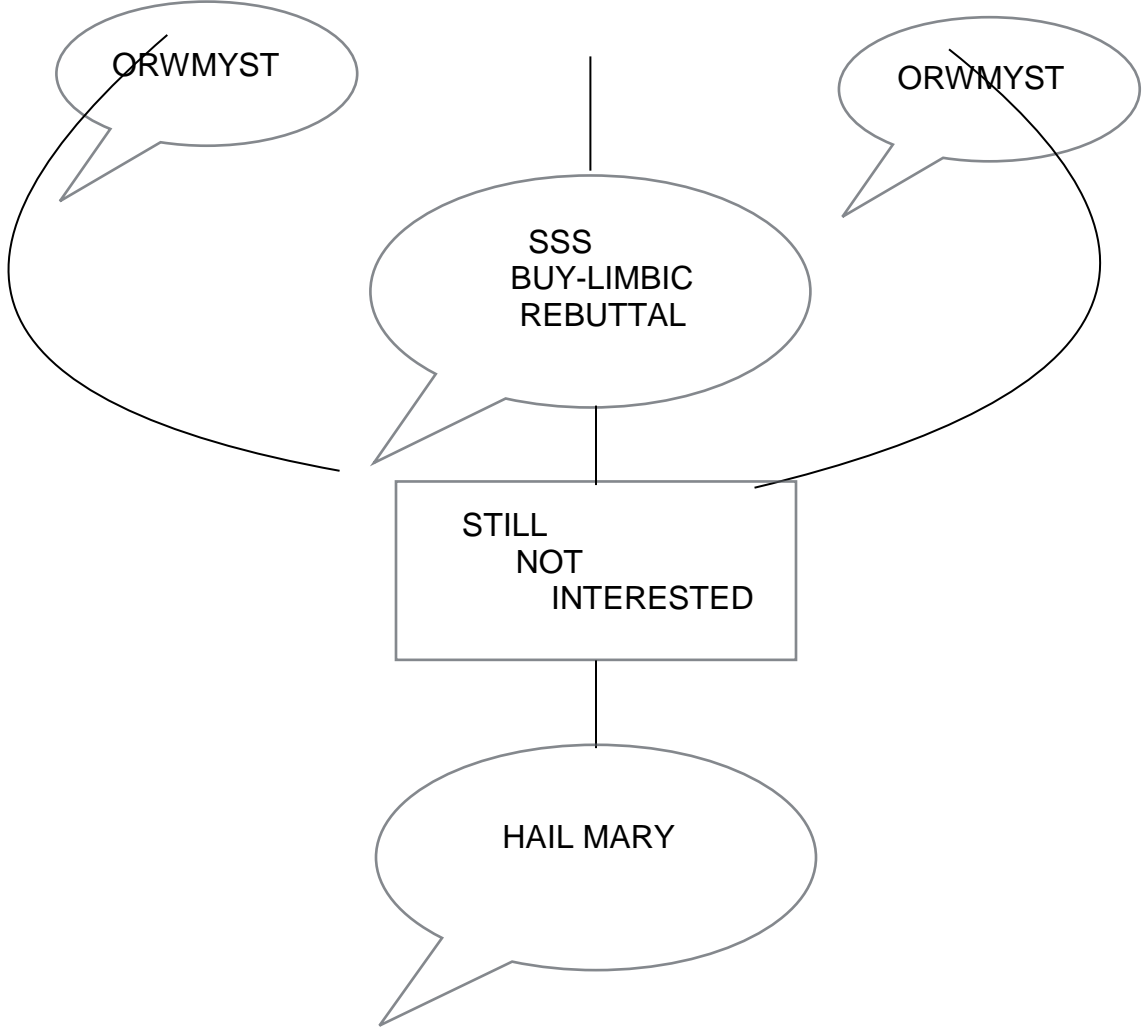 ORWMYST
ORWMYST
SSS
BUY-LIMBIC
REBUTTAL
STILL
NOT
INTERESTED
HAIL MARY